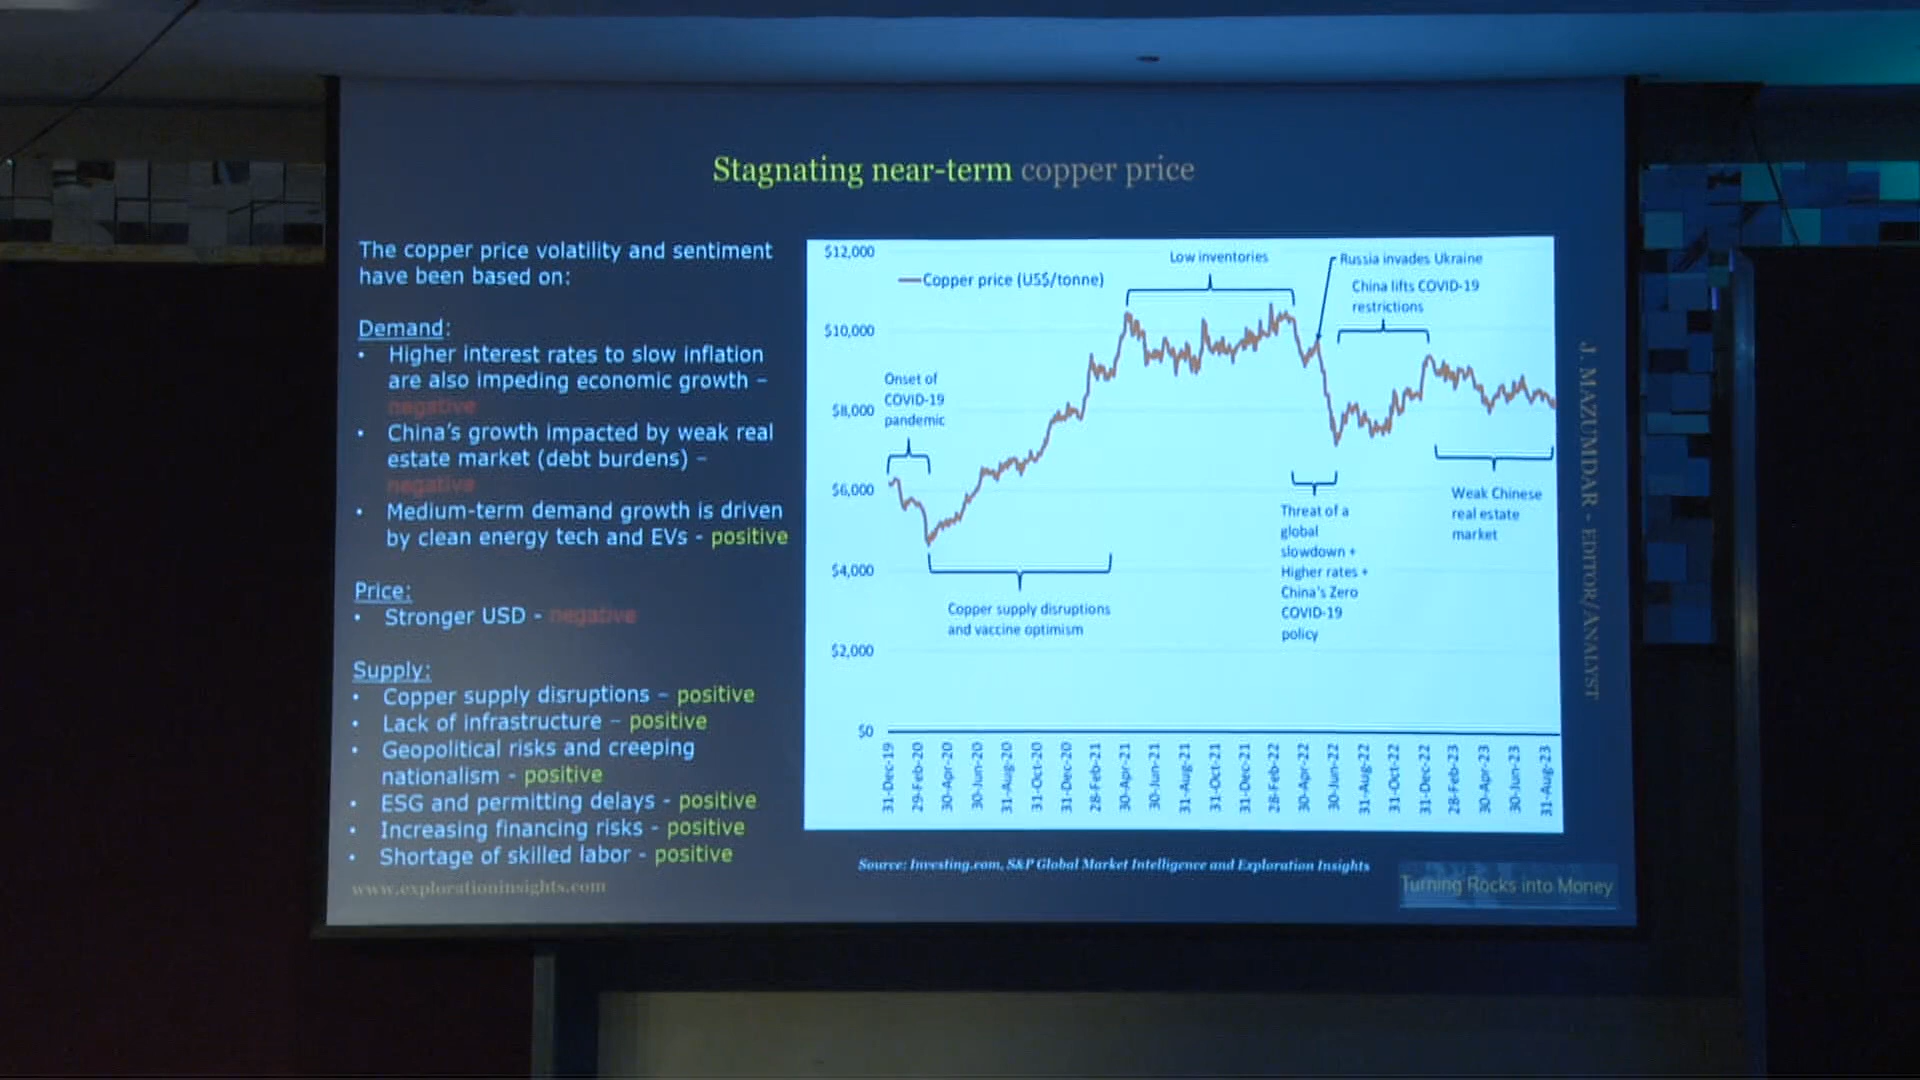 Stagnating near-term copper price
The copper price volatility and sentiment
have been based on:
Demand:
• Higher interest rates to slow inflation
are also impeding economic growth –
negative
• China's growth impacted by weak real
estate market (debt burdens) –
negative
• Medium-term demand growth is driven
by clean energy tech and EVs - positive
Price:
• Stronger USD - negative
Supply:
• Copper supply disruptions – positive
• Lack of infrastructure – positive
• Geopolitical risks and creeping
nationalism - positive
• ESG and permitting delays - positive
• Increasing financing risks - positive
• Shortage of skilled labor - positive
www.explorationinsights.com
$12,000
$10,000
$8,000
$6,000
$4,000
$2,000
$0
Copper price (US$/tonne)
Low inventories
Russia invades Ukraine
China lifts COVID-19
restrictions
Onset of
COVID-19
pandemic
Copper supply disruptions
and vaccine optimism
Threat of a
global
slowdown +
Higher rates +
China's Zero
COVID-19
policy
Weak Chinese
real estate
market
31-Dec-19
29-Feb-20
30-Apr-20
30-Jun-20
31-Aug-20
31-Oct-20
31-Dec-20
28-Feb-21
30-Apr-21
30-Jun-21
31-Aug-21
31-Oct-21
31-Dec-21
28-Feb-22
30-Apr-22
30-Jun-22
31-Aug-22
31-Oct-22
31-Dec-22
28-Feb-23
30-Apr-23
30-Jun-23
31-Aug-23
Source: Investing.com, S&P Global Market Intelligence and Exploration Insights
J. MAZUMDAR - EDITOR/ANALYST
Turning Rocks into Money